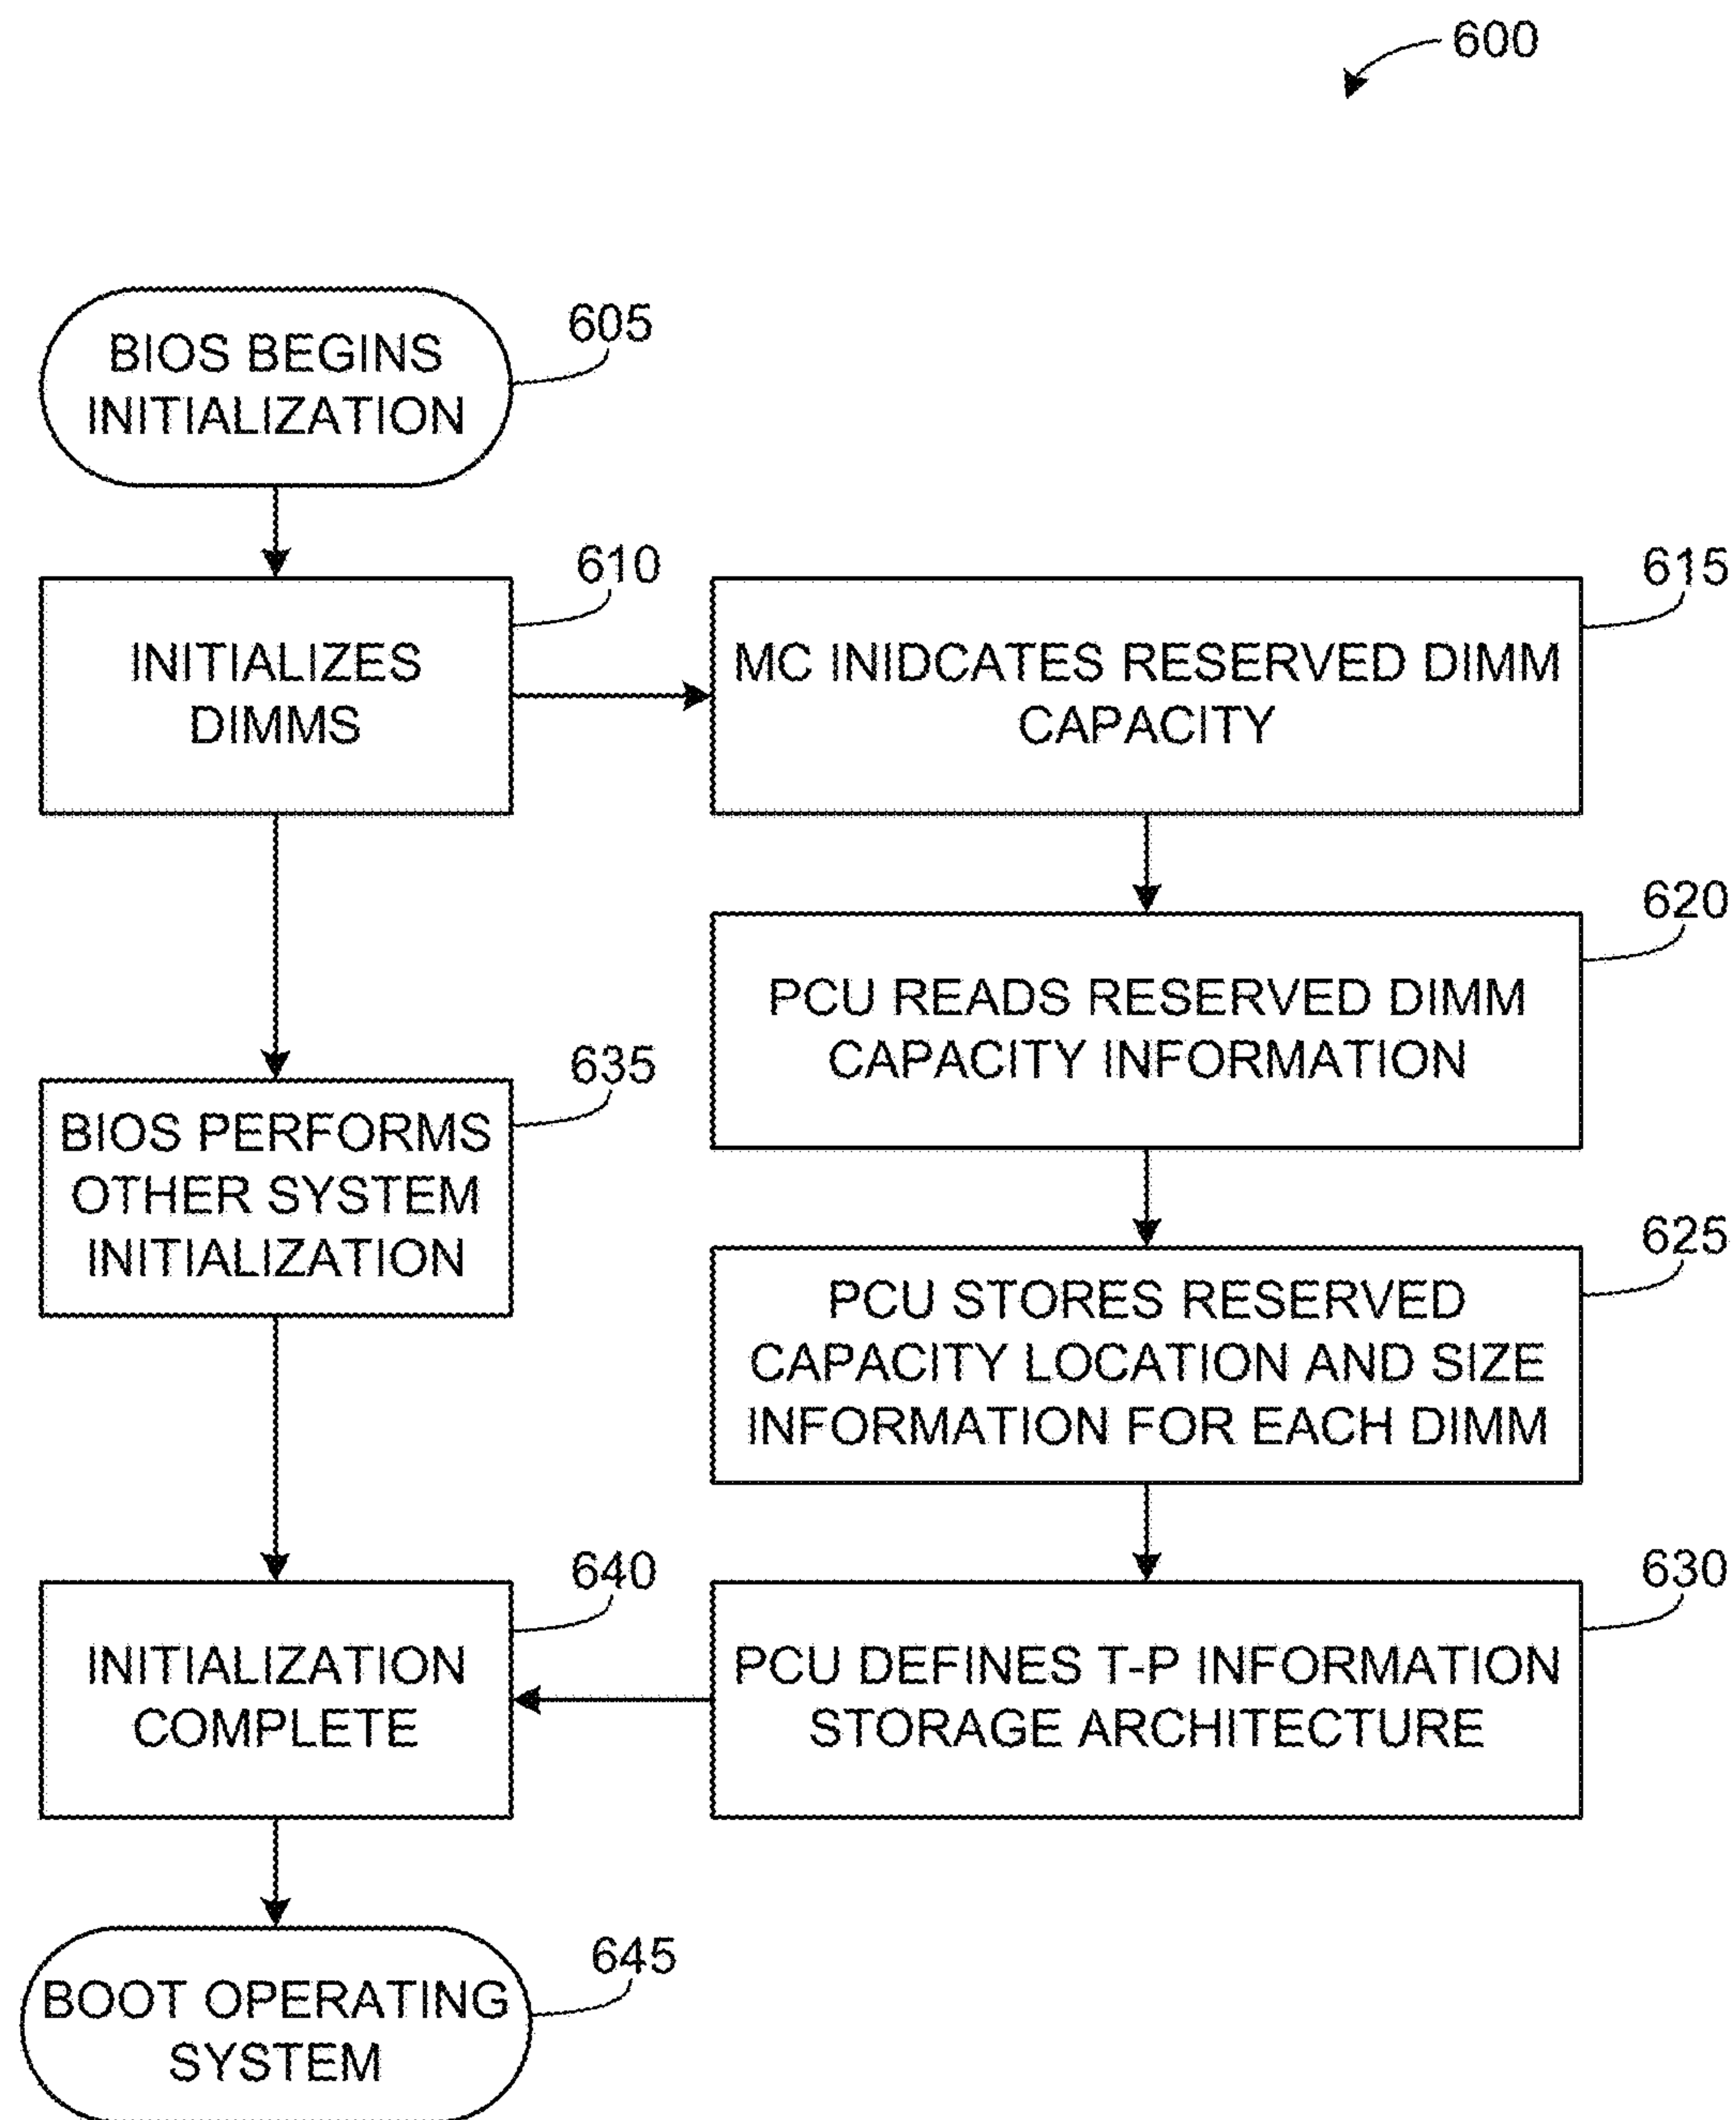 600
BIOS BEGINS
INITIALIZATION
605
INITIALIZES
DIMMS
610
MC INIDCATES RESERVED DIMM
CAPACITY
615
PCU READS RESERVED DIMM
CAPACITY INFORMATION
620
BIOS PERFORMS
OTHER SYSTEM
INITIALIZATION
635
PCU STORES RESERVED
CAPACITY LOCATION AND SIZE
INFORMATION FOR EACH DIMM
625
INITIALIZATION
COMPLETE
640
PCU DEFINES T-P INFORMATION
STORAGE ARCHITECTURE
630
BOOT OPERATING
SYSTEM
645